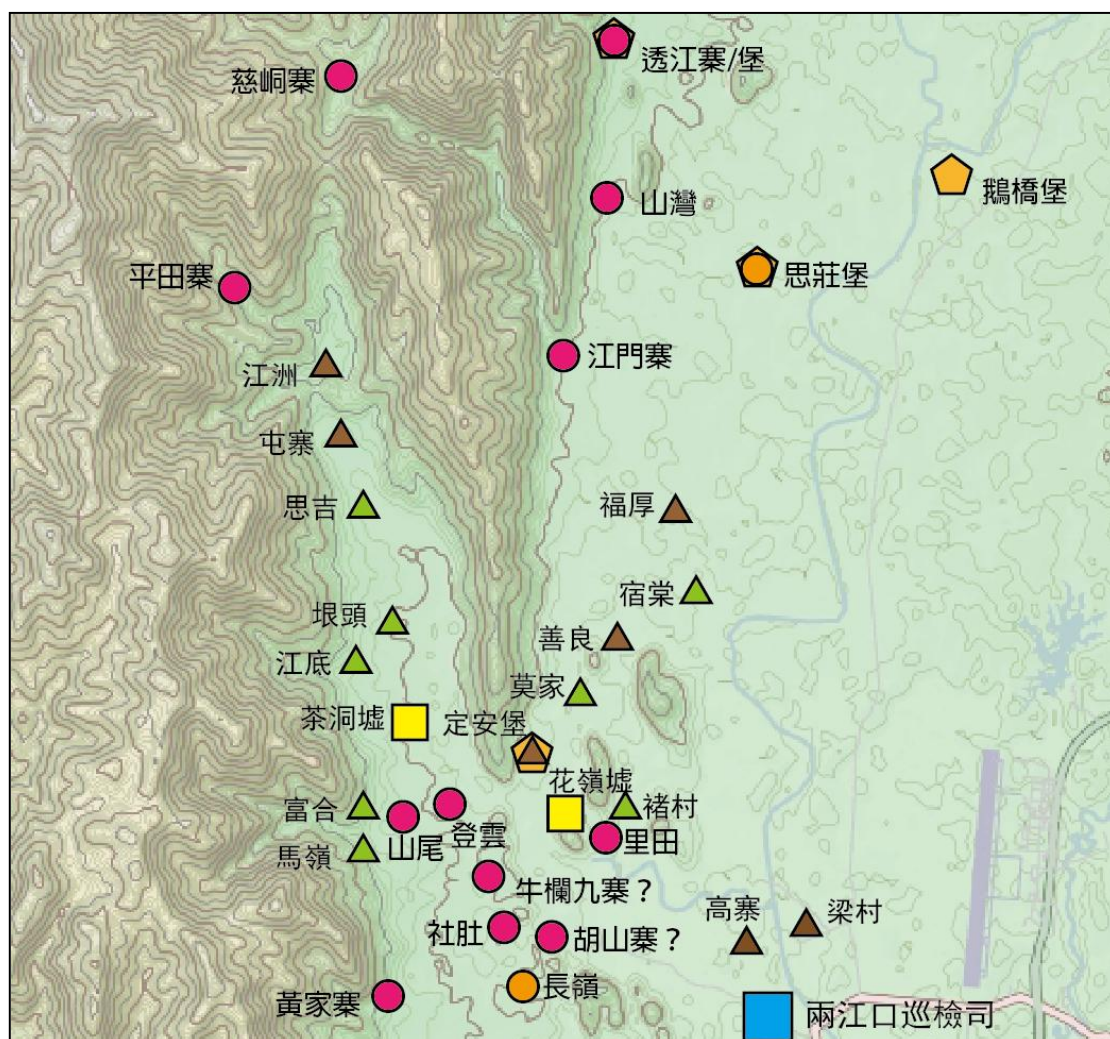 透江寨/堡
慈峒寨
鵝橋堡
山灣
平田寨
思莊堡
江洲
江門寨
屯寨
思吉
福厚
宿棠
垠頭
善良
江底
莫家
茶洞墟
定安堡
花嶺墟
富合
褚村
山尾
登雲
里田
馬嶺
牛欄九寨？
高寨
梁村
社肚
胡山寨？
長嶺
黃家寨
兩江口巡檢司